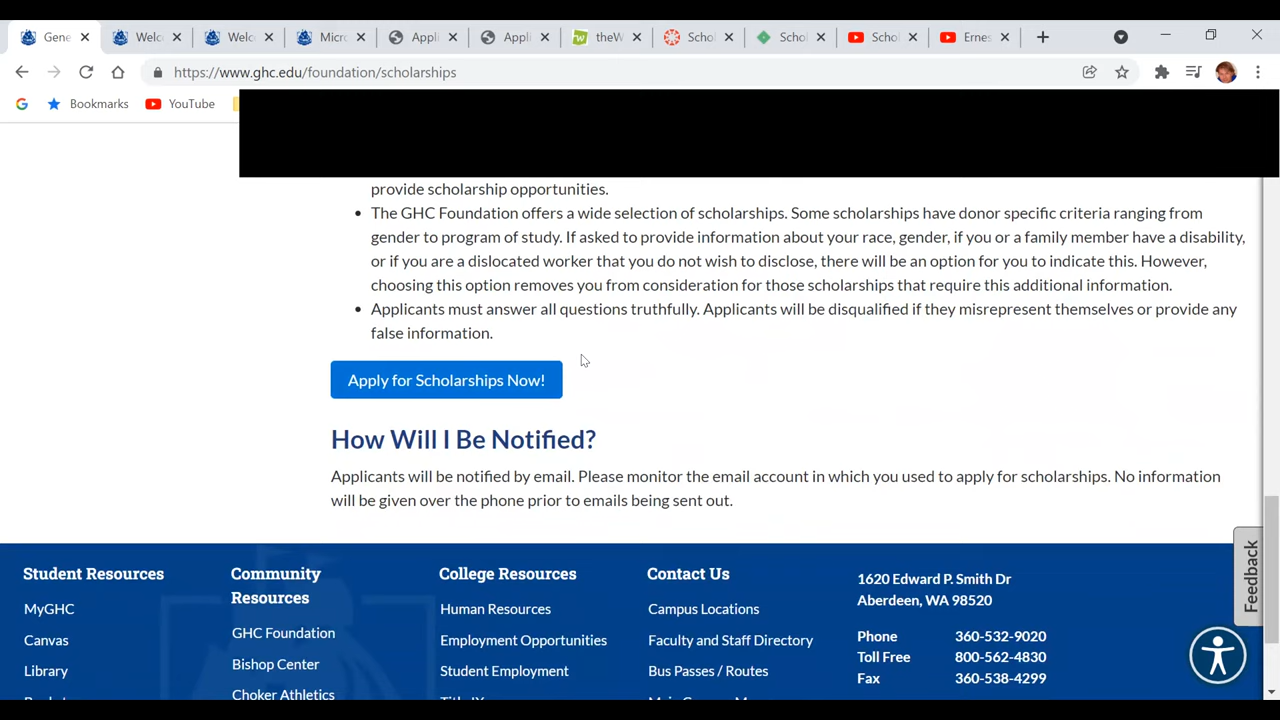 Gene
Welco
Welco
Micro
Appli
Appli
theW
Schol
Schol
Schol
Ernes
https://www.ghc.edu/foundation/scholarships
Bookmarks
YouTube
provide scholarship opportunities.
• The GHC Foundation offers a wide selection of scholarships. Some scholarships have donor specific criteria ranging from
gender to program of study. If asked to provide information about your race, gender, if you or a family member have a disability,
or if you are a dislocated worker that you do not wish to disclose, there will be an option for you to indicate this. However,
choosing this option removes you from consideration for those scholarships that require this additional information.
• Applicants must answer all questions truthfully. Applicants will be disqualified if they misrepresent themselves or provide any
false information.
Apply for Scholarships Now!
How Will I Be Notified?
Applicants will be notified by email. Please monitor the email account in which you used to apply for scholarships. No information
will be given over the phone prior to emails being sent out.
Feedback
Student Resources
MyGHC
Canvas
Library
Community
Resources
GHC Foundation
Bishop Center
Choker Athletics
College Resources
Human Resources
Employment Opportunities
Student Employment
Title IX
Contact Us
Campus Locations
Faculty and Staff Directory
Bus Passes / Routes
1620 Edward P. Smith Dr
Aberdeen, WA 98520
Phone 360-532-9020
Toll Free 800-562-4830
Fax 360-538-4299